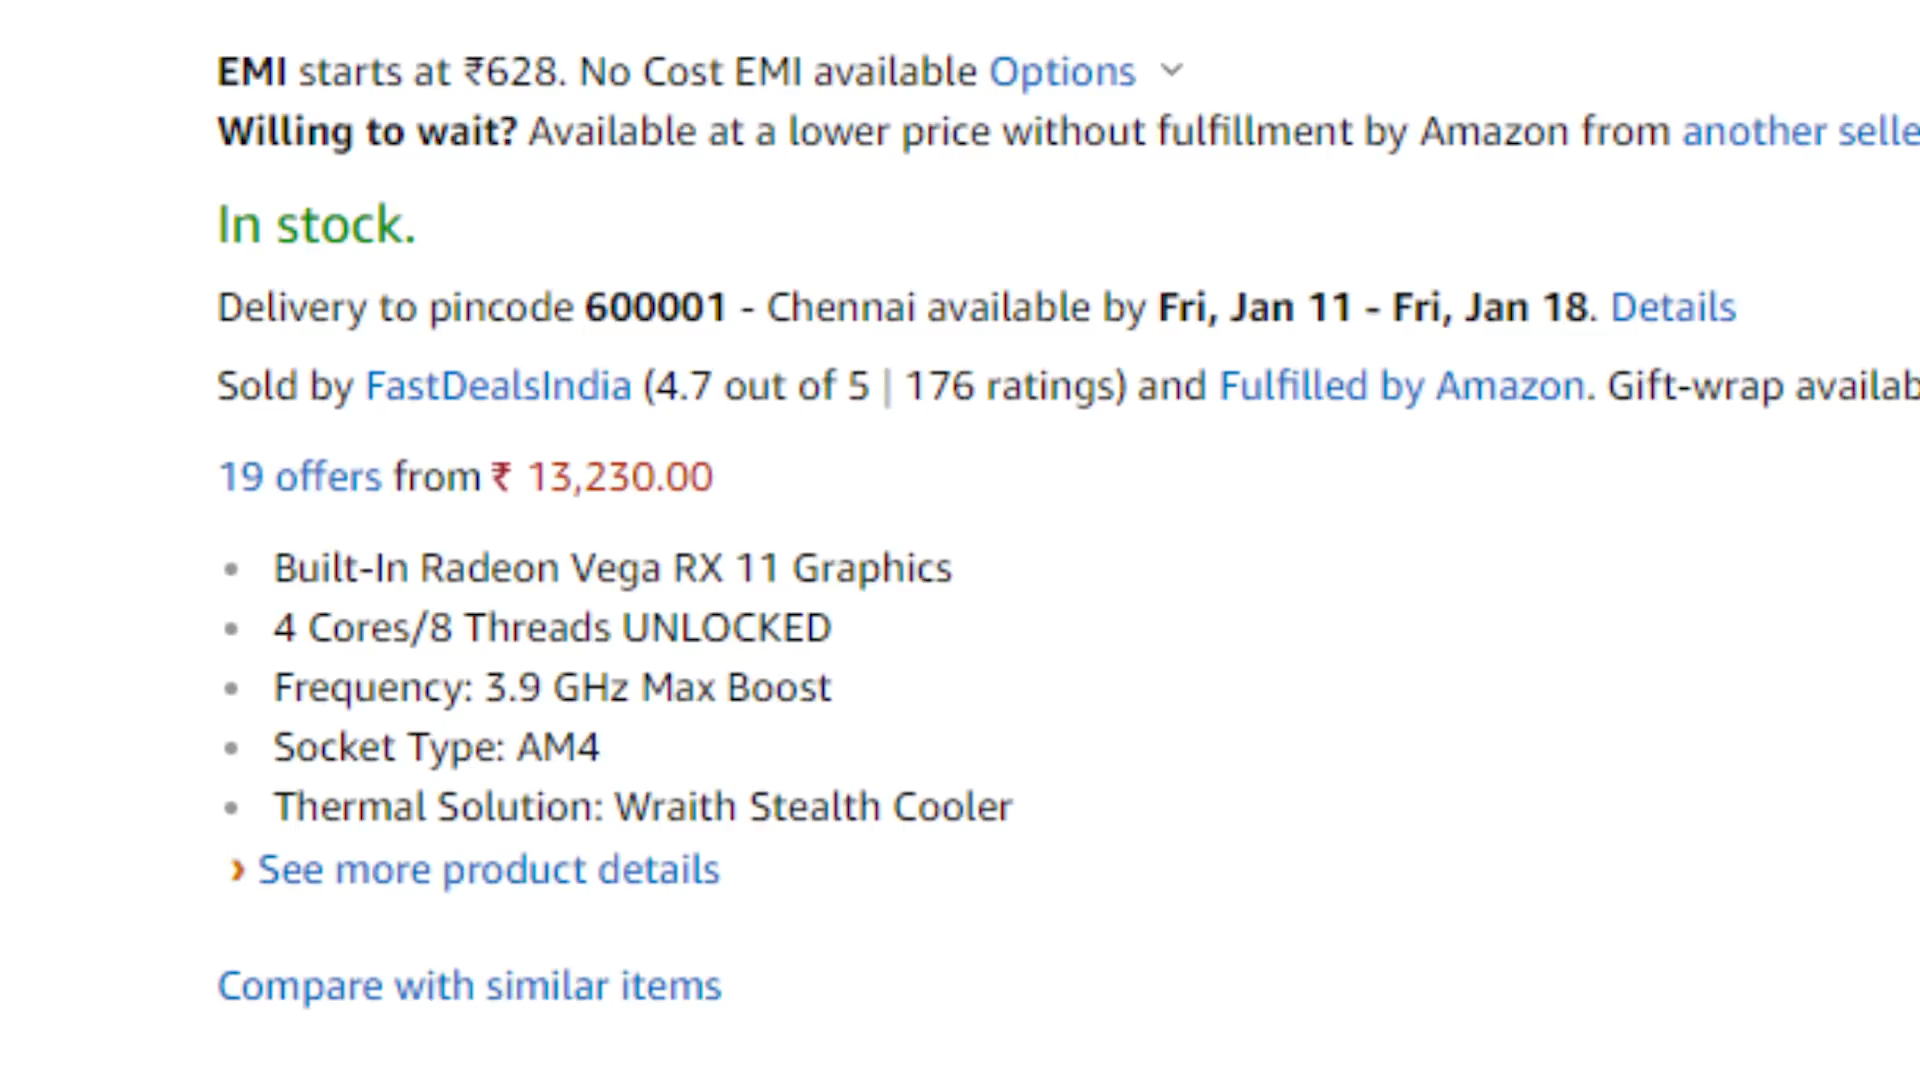 EMI starts at ₹628. No Cost EMI available Options
Willing to wait? Available at a lower price without fulfillment by Amazon from another selle
In stock.
Delivery to pincode 600001 - Chennai available by Fri, Jan 11 - Fri, Jan 18. Details
Sold by FastDealsIndia (4.7 out of 5 | 176 ratings) and Fulfilled by Amazon. Gift-wrap availab
19 offers from ₹ 13,230.00
• Built-In Radeon Vega RX 11 Graphics
• 4 Cores/8 Threads UNLOCKED
• Frequency: 3.9 GHz Max Boost
• Socket Type: AM4
• Thermal Solution: Wraith Stealth Cooler
› See more product details
Compare with similar items